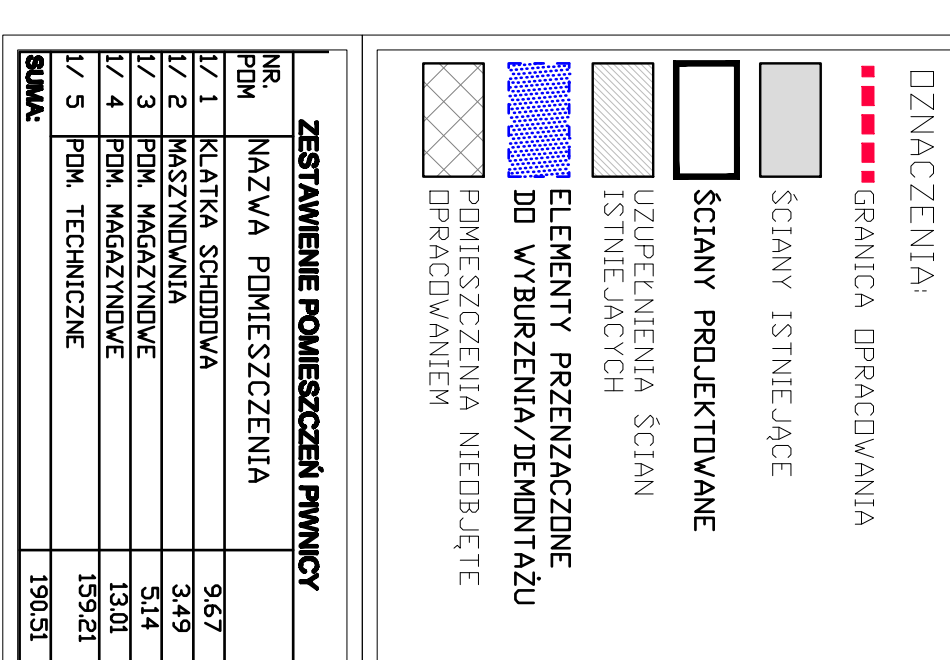 OZNACZENIA:
GRANICA OPRACOWANIA
ŚCIANY ISTNIEJĄCE
ŚCIANY PROJEKTOWANE
UZUPEŁNIENIA ŚCIAN
ISTNIEJACYCH
ELEMENTY PRZENZACZONE
DO WYBURZENIA/DEMONTAŻU
POMIESZCZENIA NIEOBJĘTE
OPRACOWANIEM
ZESTAWIENIE POMIESZCZEŃ PIWNICY
NR. POM NAZWA POMIESZCZENIA
1/ 1 KLATKA SCHODOWA 9.67
1/ 2 MASZYNOWNIA 3.49
1/ 3 POM. MAGAZYNOWE 5.14
1/ 4 POM. MAGAZYNOWE 13.01
1/ 5 POM. TECHNICZNE 159.21
SUMA: 190.51